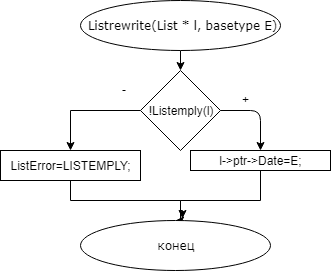 Listrewrite(List * l, basetype E)
-
+
!Listemply(l)
ListError=LISTEMPLY;
l->ptr->Date=E;
конец